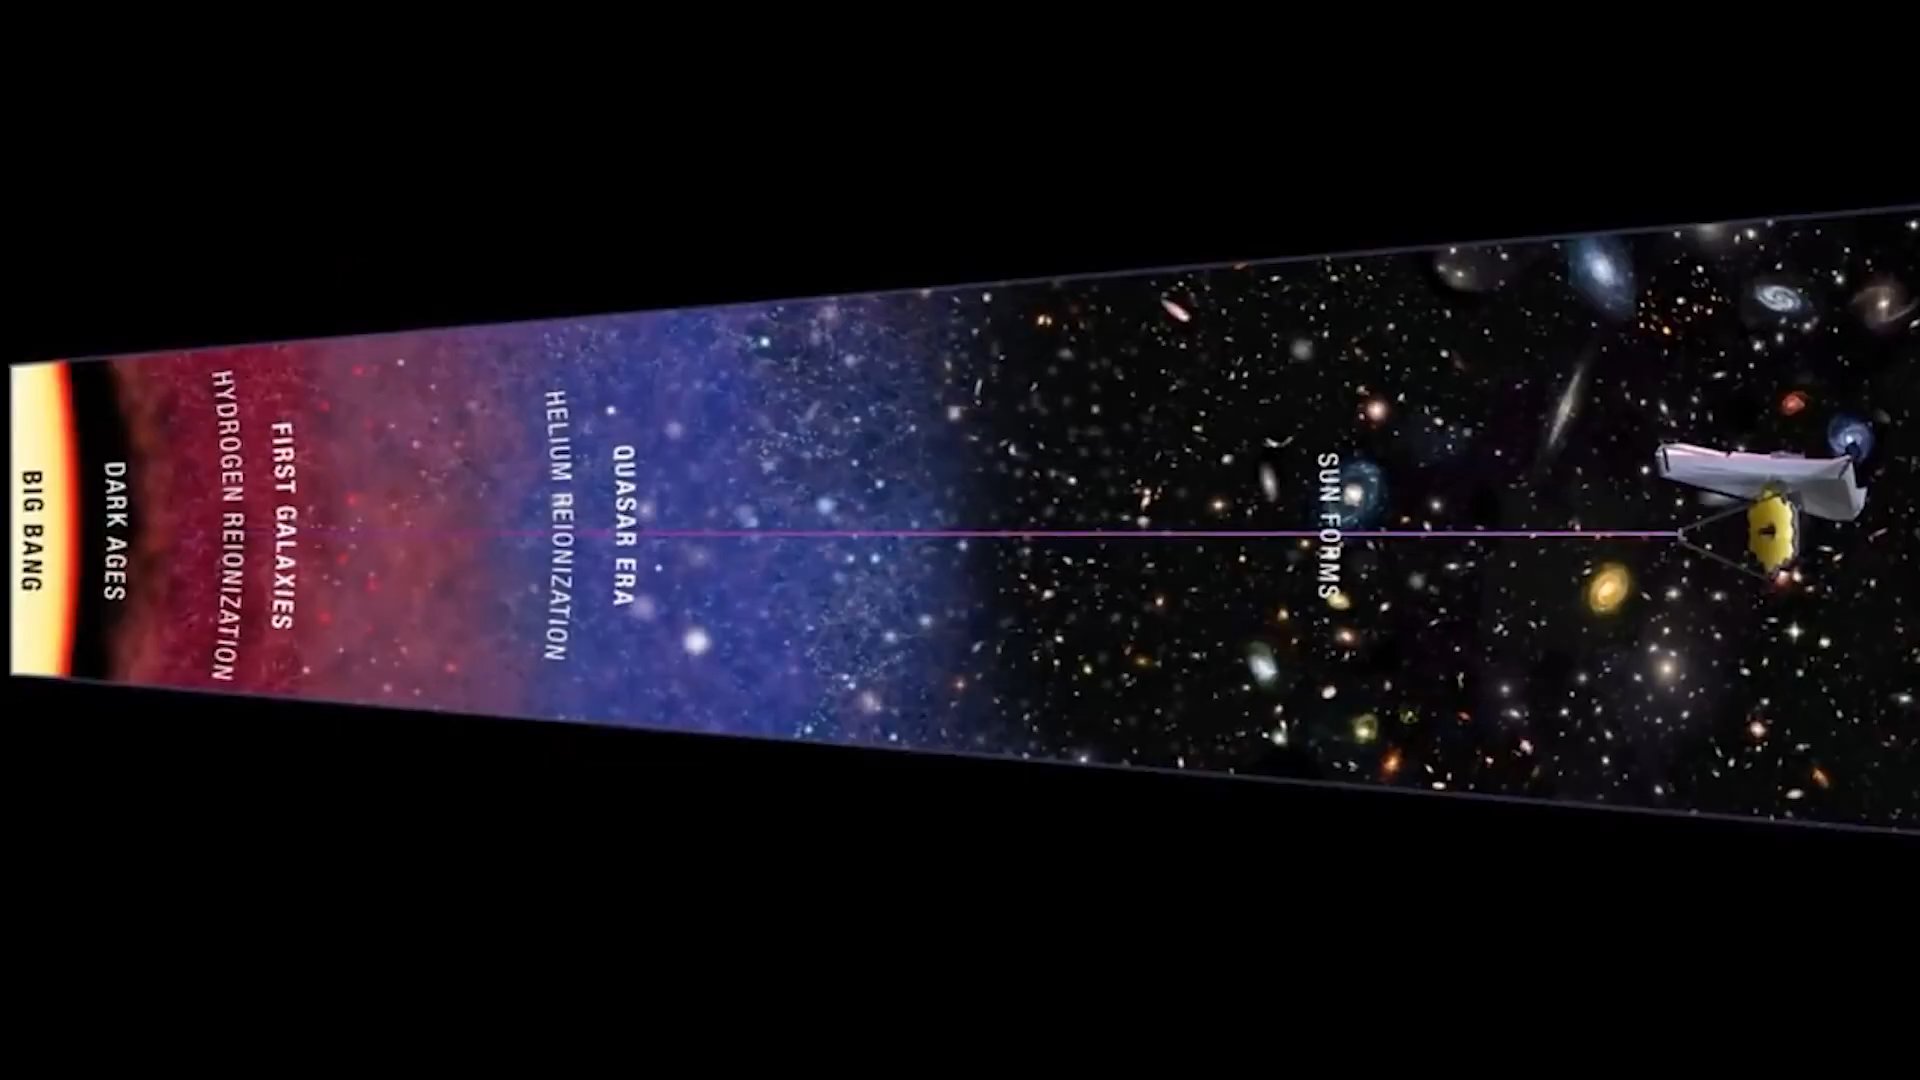 BIG BANG
DARK AGES
HYDROGEN REIONIZATION
FIRST GALAXIES
HELIUM REIONIZATION
QUASAR ERA
SUN FORMS